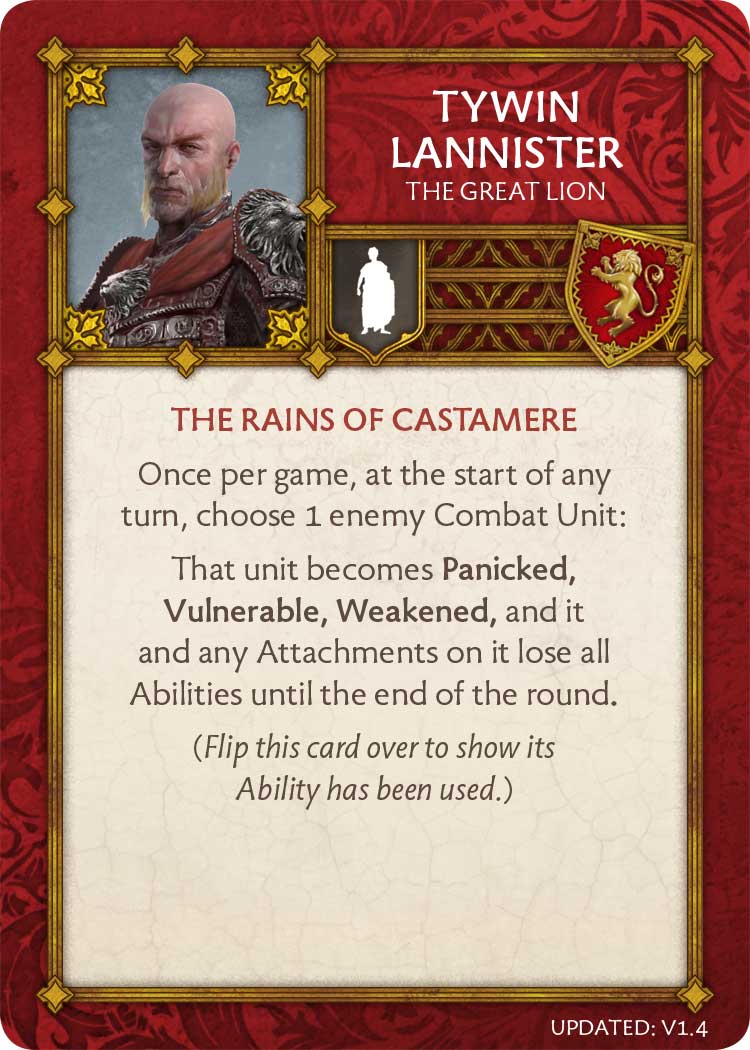 TYWIN
LANNISTER
THE GREAT LION
THE RAINS OF CASTAMERE
Once per game, at the start of any
turn, choose 1 enemy Combat Unit:
That unit becomes Panicked,
Vulnerable, Weakened, and it
and any Attachments on it lose all
Abilities until the end of the round.
(Flip this card over to show its
Ability has been used.)
UPDATED: V1.4